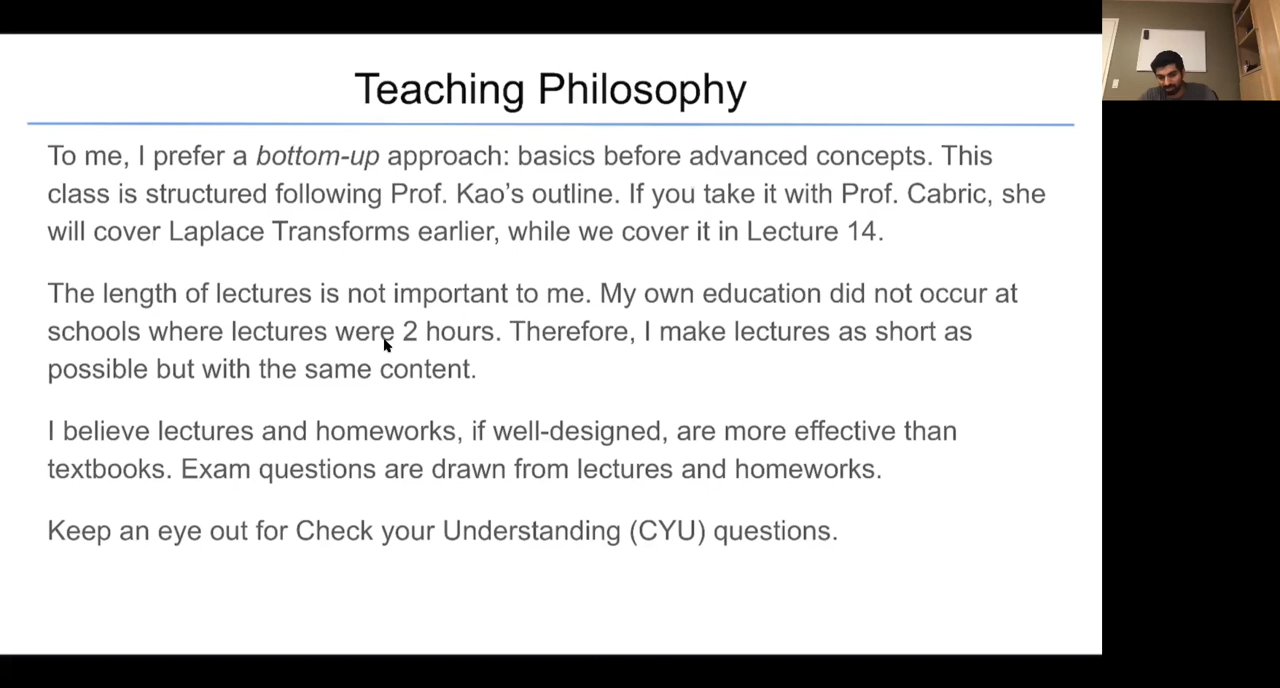 Teaching Philosophy
To me, I prefer a bottom-up approach: basics before advanced concepts. This
class is structured following Prof. Kao’s outline. If you take it with Prof. Cabric, she
will cover Laplace Transforms earlier, while we cover it in Lecture 14.
The length of lectures is not important to me. My own education did not occur at
schools where lectures were 2 hours. Therefore, I make lectures as short as
possible but with the same content.
I believe lectures and homeworks, if well-designed, are more effective than
textbooks. Exam questions are drawn from lectures and homeworks.
Keep an eye out for Check your Understanding (CYU) questions.